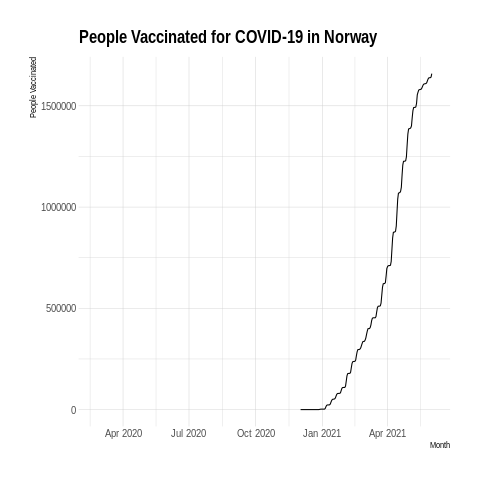 People Vaccinated for COVID-19 in Norway
People Vaccinated
1500000
1000000
500000
0
Apr 2020 Jul 2020 Oct 2020 Jan 2021 Apr 2021
Month